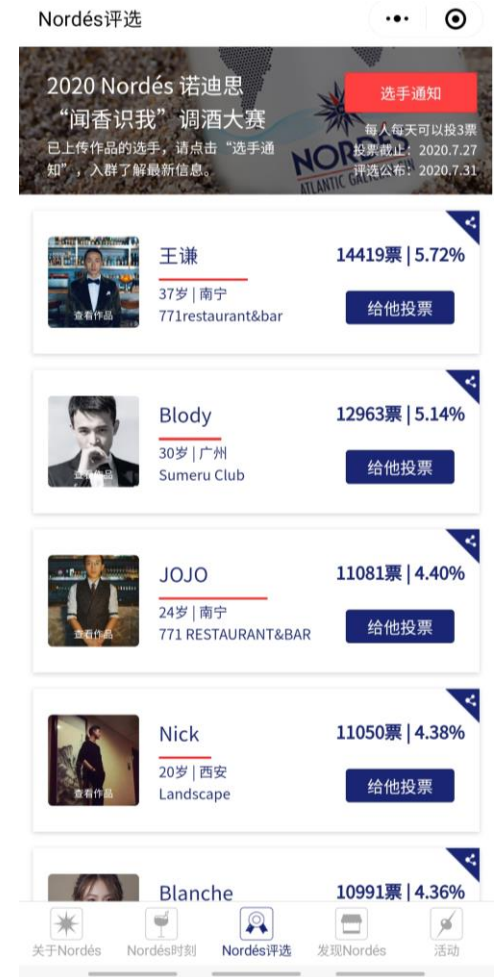 Nordés评选
2020 Nordés 诺迪思
“闻香识我”调酒大赛
已上传作品的选手，请点击“选手通
知”，入群了解最新信息。
选手通知
每人每天可以投3票
投票截止：2020.7.27
评选公布：2020.7.31
NORDÉS
ATLANTIC GALICIAN GIN
王谦
14419票 | 5.72%
37岁 | 南宁
771restaurant&bar
查看作品
给他投票
Blody
12963票 | 5.14%
30岁 | 广州
Sumeru Club
查看作品
给他投票
JOJO
11081票 | 4.40%
24岁 | 南宁
771 RESTAURANT&BAR
查看作品
给他投票
Nick
11050票 | 4.38%
20岁 | 西安
Landscape
查看作品
给他投票
Blanche
10991票 | 4.36%
关于Nordés
Nordés时刻
Nordés评选
发现Nordés
活动